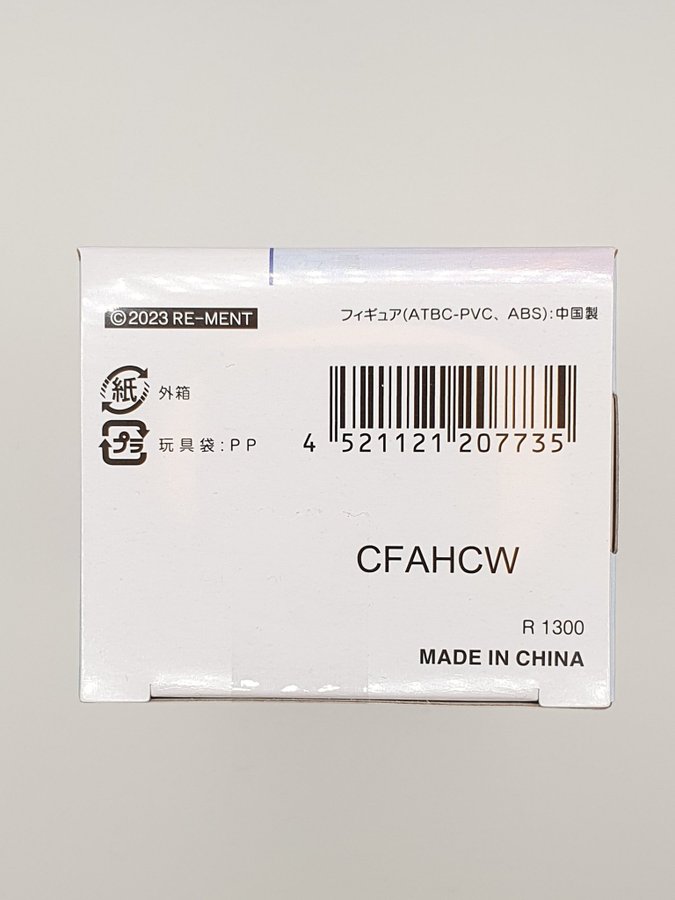 ©2023 RE-MENT
フィギュア(ATBC-PVC、ABS):中国製
紙 外箱
プラ 玩具袋:PP
4 521121 207735
CFAHCW
R 1300
MADE IN CHINA